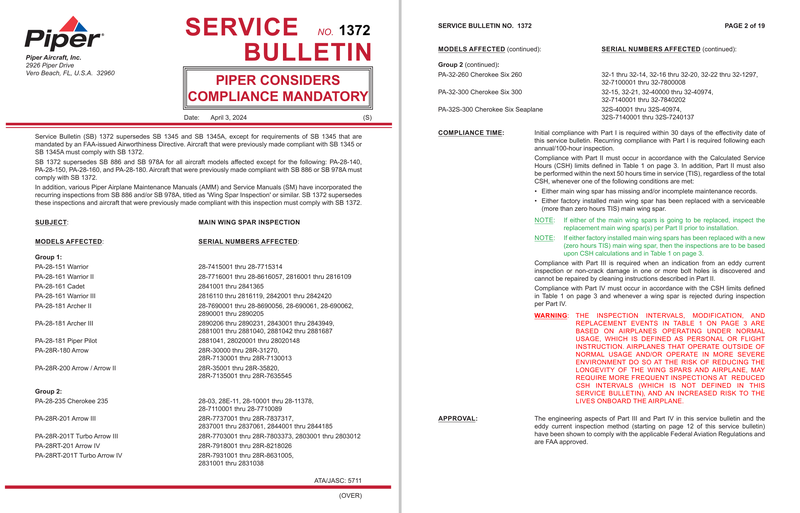 Piper®
Piper Aircraft, Inc.
2926 Piper Drive
Vero Beach, FL, U.S.A. 32960
SERVICE NO. 1372
BULLETIN
PIPER CONSIDERS
COMPLIANCE MANDATORY
Date: April 3, 2024 (S)
Service Bulletin (SB) 1372 supersedes SB 1345 and SB 1345A, except for requirements of SB 1345 that are
mandated by an FAA-issued Airworthiness Directive. Aircraft that were previously made compliant with SB 1345 or
SB 1345A must comply with SB 1372.
SB 1372 supersedes SB 886 and SB 978A for all aircraft models affected except for the following: PA-28-140,
PA-28-150, PA-28-160, and PA-28-180. Aircraft that were previously made compliant with SB 886 or SB 978A must
comply with SB 1372.
In addition, various Piper Airplane Maintenance Manuals (AMM) and Service Manuals (SM) have incorporated the
recurring inspections from SB 886 and/or SB 978A, titled as 'Wing Spar Inspection' or similar. SB 1372 supersedes
these inspections and aircraft that were previously made compliant with this inspection must comply with SB 1372.
SUBJECT: MAIN WING SPAR INSPECTION
MODELS AFFECTED: SERIAL NUMBERS AFFECTED:
Group 1:
PA-28-151 Warrior 28-7415001 thru 28-7715314
PA-28-161 Warrior II 28-7716001 thru 28-8616057, 2816001 thru 2816109
PA-28-161 Cadet 2841001 thru 2841365
PA-28-161 Warrior III 2816110 thru 2816119, 2842001 thru 2842420
PA-28-181 Archer II 28-7690001 thru 28-8690056, 28-690061, 28-690062,
2890001 thru 2890205
PA-28-181 Archer III 2890206 thru 2890231, 2843001 thru 2843949,
2881001 thru 2881040, 2881042 thru 2881687
PA-28-181 Piper Pilot 2881041, 28020001 thru 28020148
PA-28R-180 Arrow 28R-30000 thru 28R-31270,
28R-7130001 thru 28R-7130013
PA-28R-200 Arrow / Arrow II 28R-35001 thru 28R-35820,
28R-7135001 thru 28R-7635545
Group 2:
PA-28-235 Cherokee 235 28-03, 28E-11, 28-10001 thru 28-11378,
28-7110001 thru 28-7710089
PA-28R-201 Arrow III 28R-7737001 thru 28R-7837317,
2837001 thru 2837061, 2844001 thru 2844185
PA-28R-201T Turbo Arrow III 28R-7703001 thru 28R-7803373, 2803001 thru 2803012
PA-28RT-201 Arrow IV 28R-7918001 thru 28R-8218026
PA-28RT-201T Turbo Arrow IV 28R-7931001 thru 28R-8631005,
2831001 thru 2831038
ATA/JASC: 5711
(OVER)
SERVICE BULLETIN NO. 1372 PAGE 2 of 19
MODELS AFFECTED (continued): SERIAL NUMBERS AFFECTED (continued):
Group 2 (continued):
PA-32-260 Cherokee Six 260 32-1 thru 32-14, 32-16 thru 32-20, 32-22 thru 32-1297,
32-7100001 thru 32-7800008
PA-32-300 Cherokee Six 300 32-15, 32-21, 32-40000 thru 32-40974,
32-7140001 thru 32-7840202
PA-32S-300 Cherokee Six Seaplane 32S-40001 thru 32S-40974,
32S-7140001 thru 32S-7240137
COMPLIANCE TIME: Initial compliance with Part I is required within 30 days of the effectivity date of
this service bulletin. Recurring compliance with Part I is required following each
annual/100-hour inspection.
Compliance with Part II must occur in accordance with the Calculated Service
Hours (CSH) limits defined in Table 1 on page 3. In addition, Part II must also
be performed within the next 50 hours time in service (TIS), regardless of the total
CSH, whenever one of the following conditions are met:
• Either main wing spar has missing and/or incomplete maintenance records.
• Either factory installed main wing spar has been replaced with a serviceable
(more than zero hours TIS) main wing spar.
NOTE: If either of the main wing spars is going to be replaced, inspect the
replacement main wing spar(s) per Part II prior to installation.
NOTE: If either factory installed main wing spars has been replaced with a new
(zero hours TIS) main wing spar, then the inspections are to be based
upon CSH calculations and in Table 1 on page 3.
Compliance with Part III is required when an indication from an eddy current
inspection or non-crack damage in one or more bolt holes is discovered and
cannot be repaired by cleaning instructions described in Part II.
Compliance with Part IV must occur in accordance with the CSH limits defined
in Table 1 on page 3 and whenever a wing spar is rejected during inspection
per Part IV.
WARNING: THE INSPECTION INTERVALS, MODIFICATION, AND
REPLACEMENT EVENTS IN TABLE 1 ON PAGE 3 ARE
BASED ON AIRPLANES OPERATING UNDER NORMAL
USAGE, WHICH IS DEFINED AS PERSONAL OR FLIGHT
INSTRUCTION. AIRPLANES THAT OPERATE OUTSIDE OF
NORMAL USAGE AND/OR OPERATE IN MORE SEVERE
ENVIRONMENT DO SO AT THE RISK OF REDUCING THE
LONGEVITY OF THE WING SPARS AND AIRPLANE, MAY
REQUIRE MORE FREQUENT INSPECTIONS AT REDUCED
CSH INTERVALS (WHICH IS NOT DEFINED IN THIS
SERVICE BULLETIN), AND AN INCREASED RISK TO THE
LIVES ONBOARD THE AIRPLANE.
APPROVAL: The engineering aspects of Part III and Part IV in this service bulletin and the
eddy current inspection method (starting on page 12 of this service bulletin)
have been shown to comply with the applicable Federal Aviation Regulations and
are FAA approved.